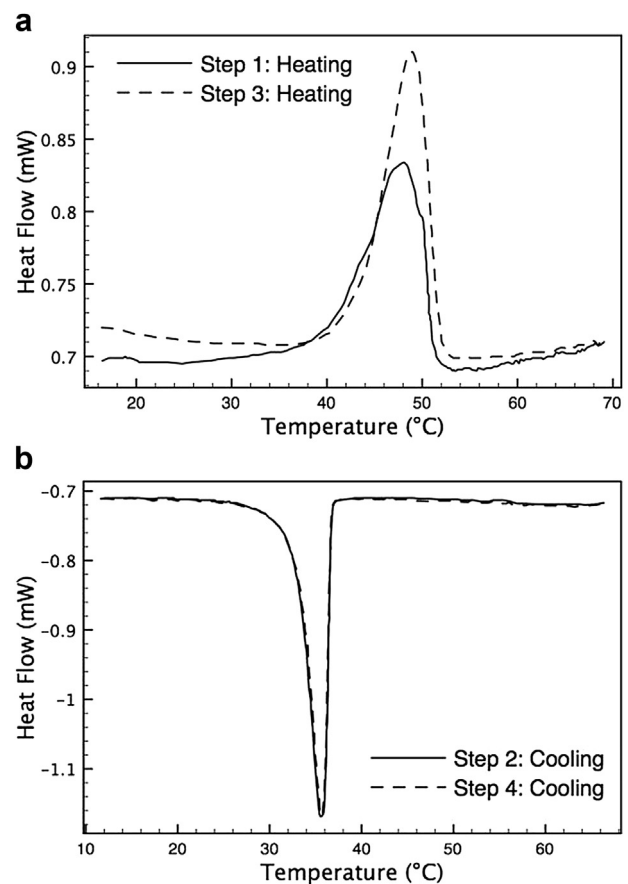 a
Step 1: Heating
Step 3: Heating
0.9
0.85
0.8
0.75
0.7
Heat Flow (mW)
20 30 40 50 60 70
Temperature (°C)
b
-0.7
-0.8
-0.9
-1
-1.1
Heat Flow (mW)
Step 2: Cooling
Step 4: Cooling
10 20 30 40 50 60
Temperature (°C)